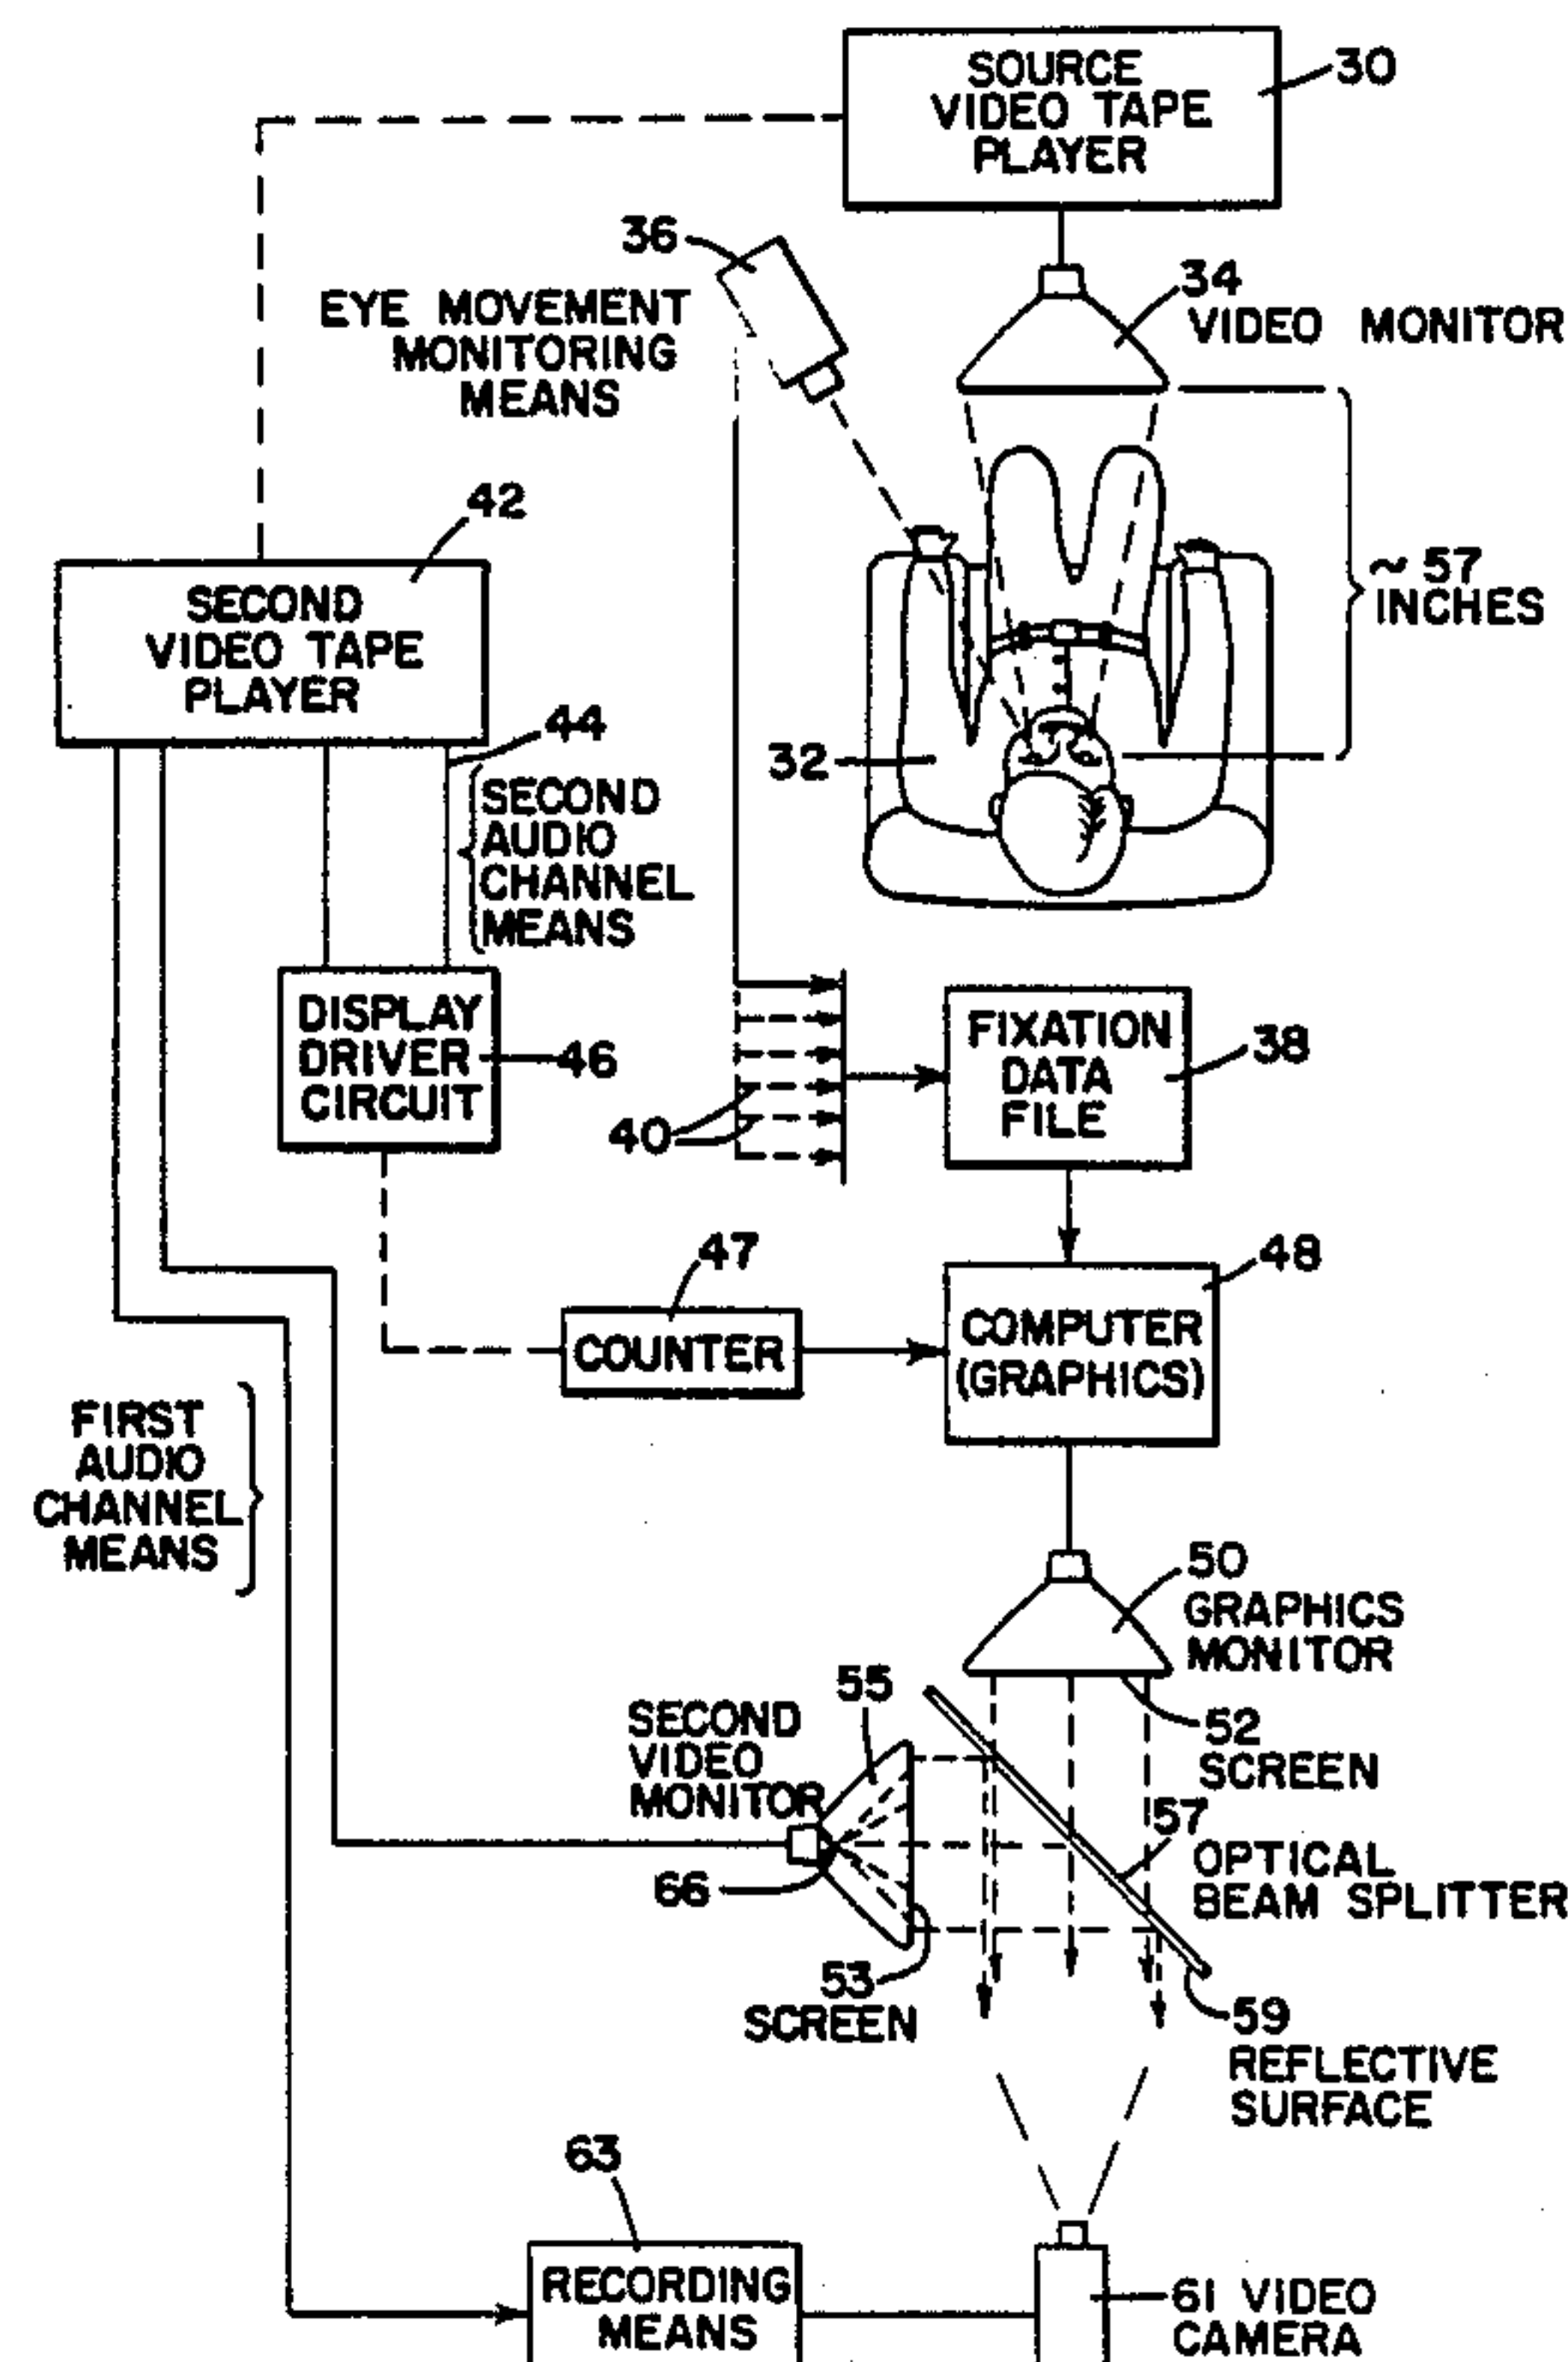 SOURCE
VIDEO TAPE
PLAYER
30
36
EYE MOVEMENT
MONITORING
MEANS
34
VIDEO MONITOR
42
SECOND
VIDEO TAPE
PLAYER
~ 57
INCHES
44
SECOND
AUDIO
CHANNEL
MEANS
32
DISPLAY
DRIVER
CIRCUIT
46
40
FIXATION
DATA
FILE
38
47
COUNTER
48
COMPUTER
(GRAPHICS)
FIRST
AUDIO
CHANNEL
MEANS
50
GRAPHICS
MONITOR
55
SECOND
VIDEO
MONITOR
52
SCREEN
57
OPTICAL
BEAM SPLITTER
66
53
SCREEN
59
REFLECTIVE
SURFACE
63
RECORDING
MEANS
61 VIDEO
CAMERA